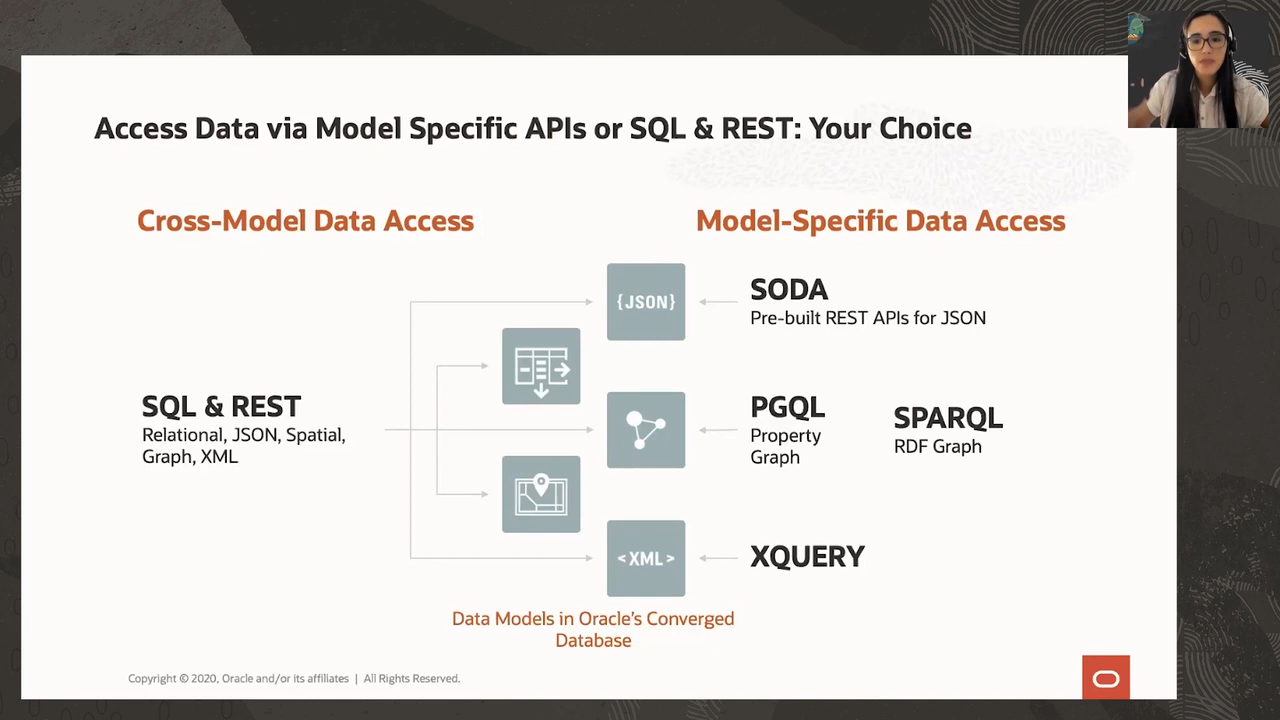 Access Data via Model Specific APIs or SQL & REST: Your Choice
Cross-Model Data Access
Model-Specific Data Access
{JSON}
SODA
Pre-built REST APIs for JSON
SQL & REST
Relational, JSON, Spatial,
Graph, XML
PGQL
Property
Graph
SPARQL
RDF Graph
<XML>
XQUERY
Data Models in Oracle's Converged
Database
Copyright © 2020, Oracle and/or its affiliates | All Rights Reserved.